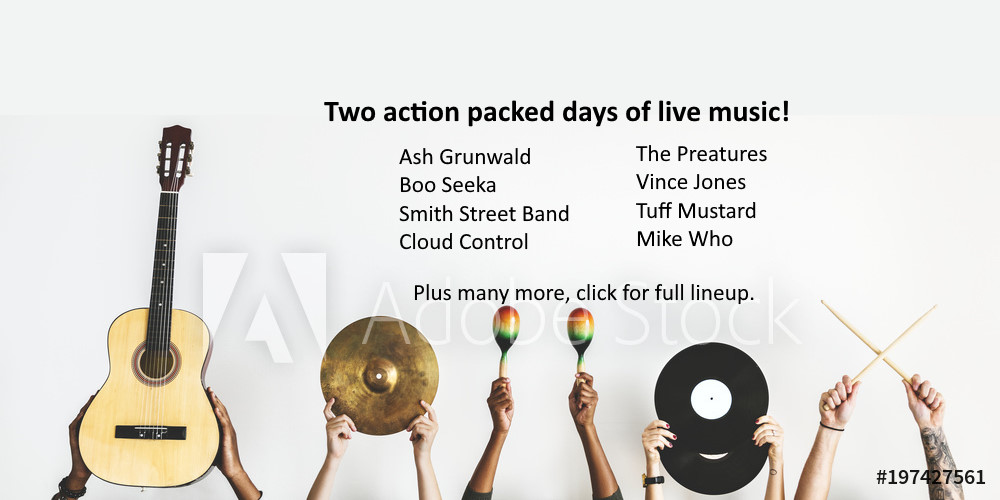 Two action packed days of live music!
Ash Grunwald
Boo Seeka
Smith Street Band
Cloud Control
The Preatures
Vince Jones
Tuff Mustard
Mike Who
Plus many more, click for full lineup.
Adobe Stock
#197427561